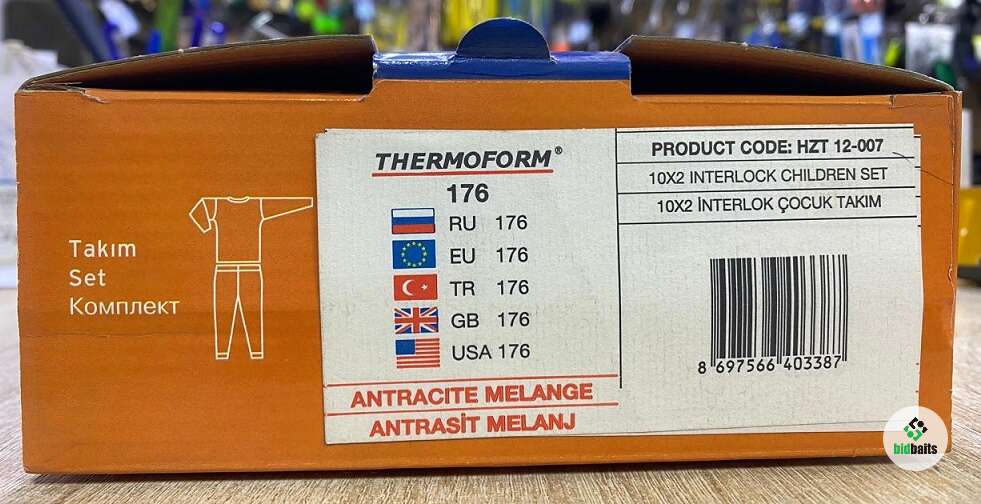 Takım
Set
Комплект
THERMOFORM®
176
RU 176
EU 176
TR 176
GB 176
USA 176
ANTRACITE MELANGE
ANTRASİT MELANJ
PRODUCT CODE: HZT 12-007
10X2 INTERLOCK CHILDREN SET
10X2 İNTERLOK ÇOCUK TAKIM
8 697566 403387
bidbaits